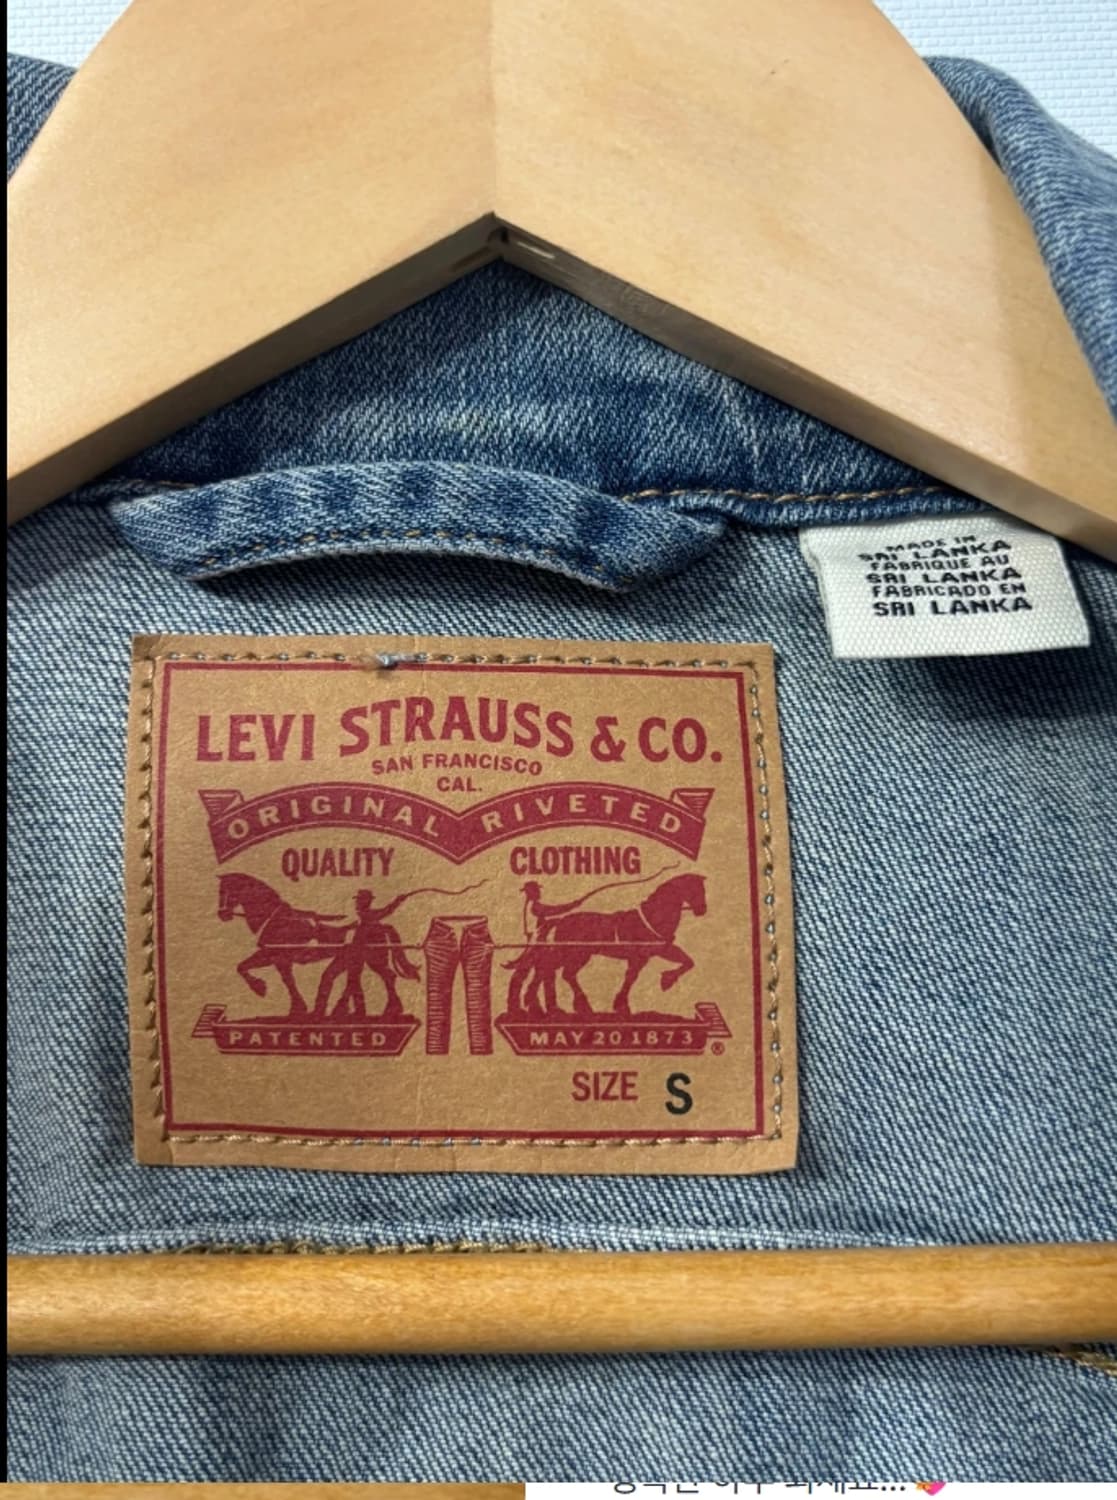 MADE IN
SRI LANKA
FABRIQUE AU
SRI LANKA
FABRICADO EN
SRI LANKA
LEVI STRAUSS & CO.
SAN FRANCISCO
CAL.
ORIGINAL RIVETED
QUALITY CLOTHING
PATENTED MAY 20 1873 ®
SIZE S